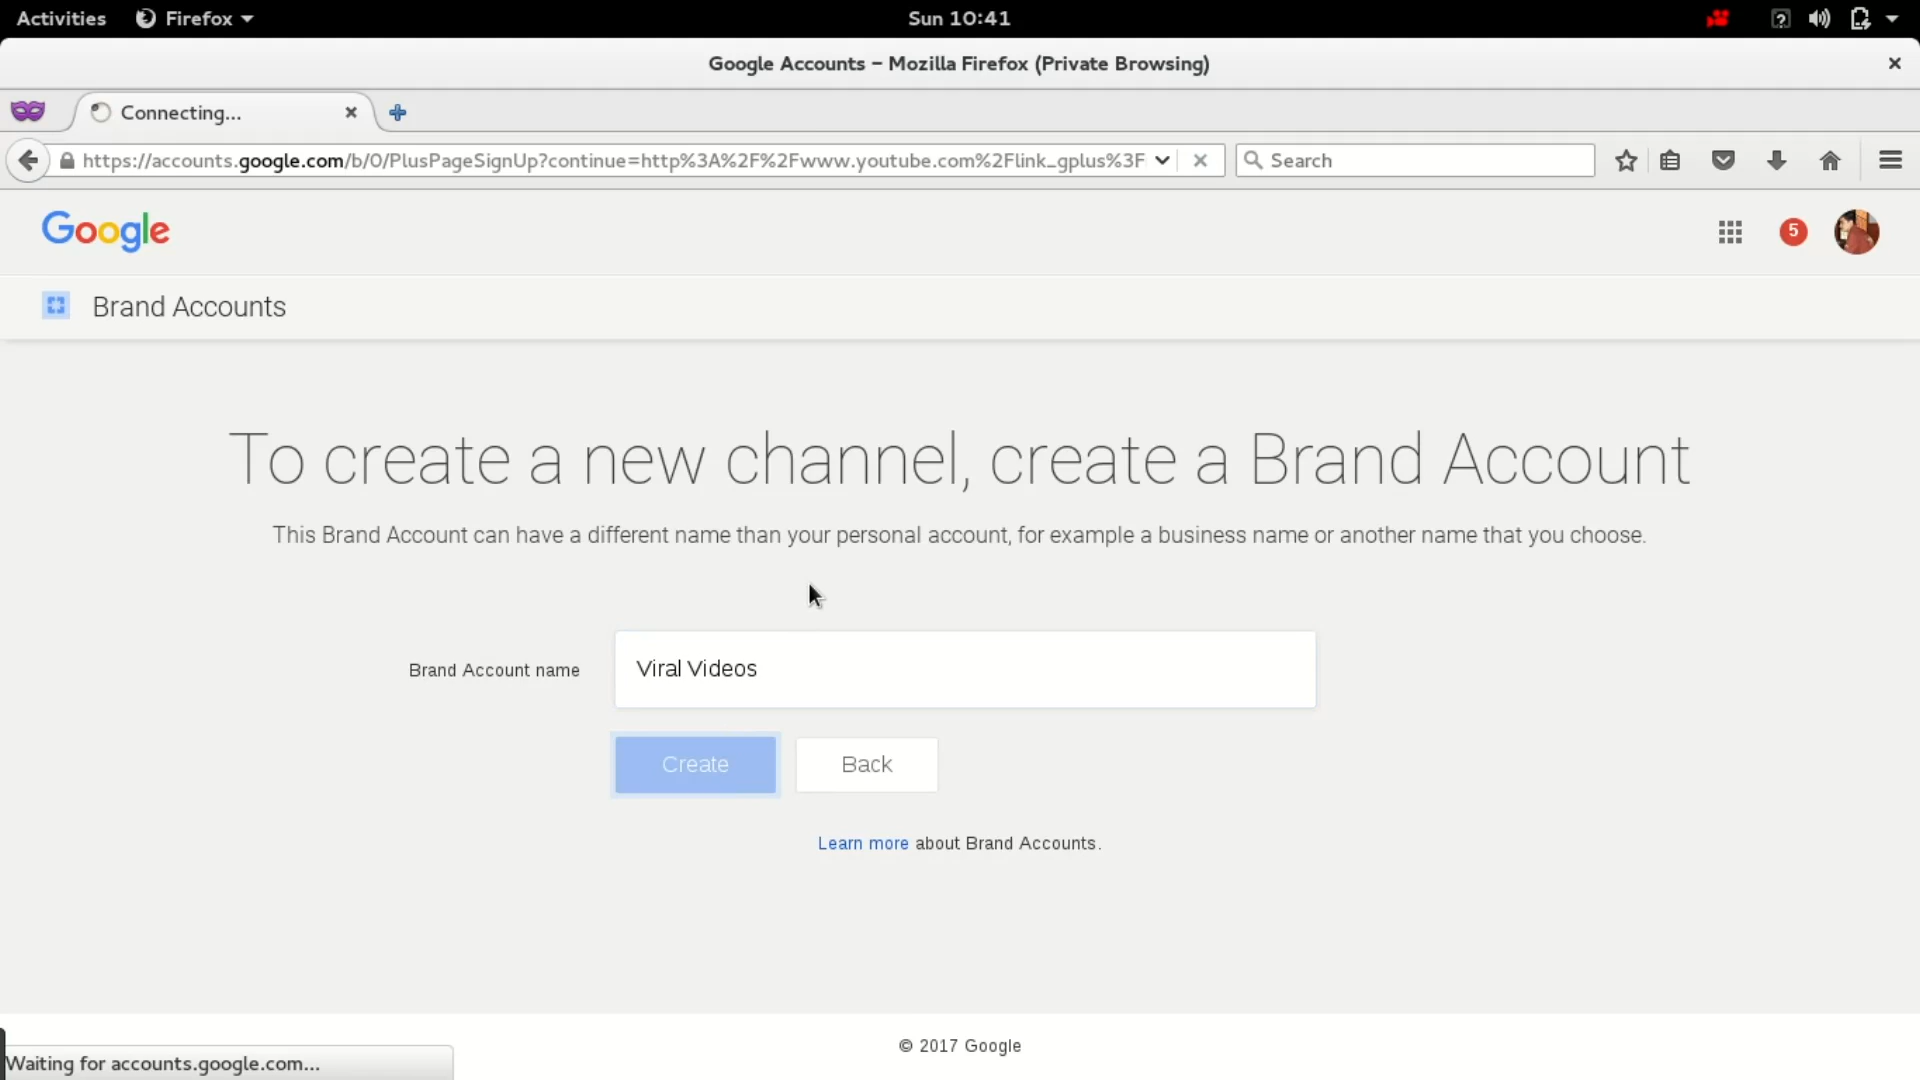 Activities Firefox Sun 10:41
Google Accounts – Mozilla Firefox (Private Browsing)
Connecting...
https://accounts.google.com/b/0/PlusPageSignUp?continue=http%3A%2F%2Fwww.youtube.com%2Flink_gplus%3F Search
Google 5
Brand Accounts
To create a new channel, create a Brand Account
This Brand Account can have a different name than your personal account, for example a business name or another name that you choose.
Brand Account name Viral Videos
Create Back
Learn more about Brand Accounts.
© 2017 Google
Waiting for accounts.google.com...